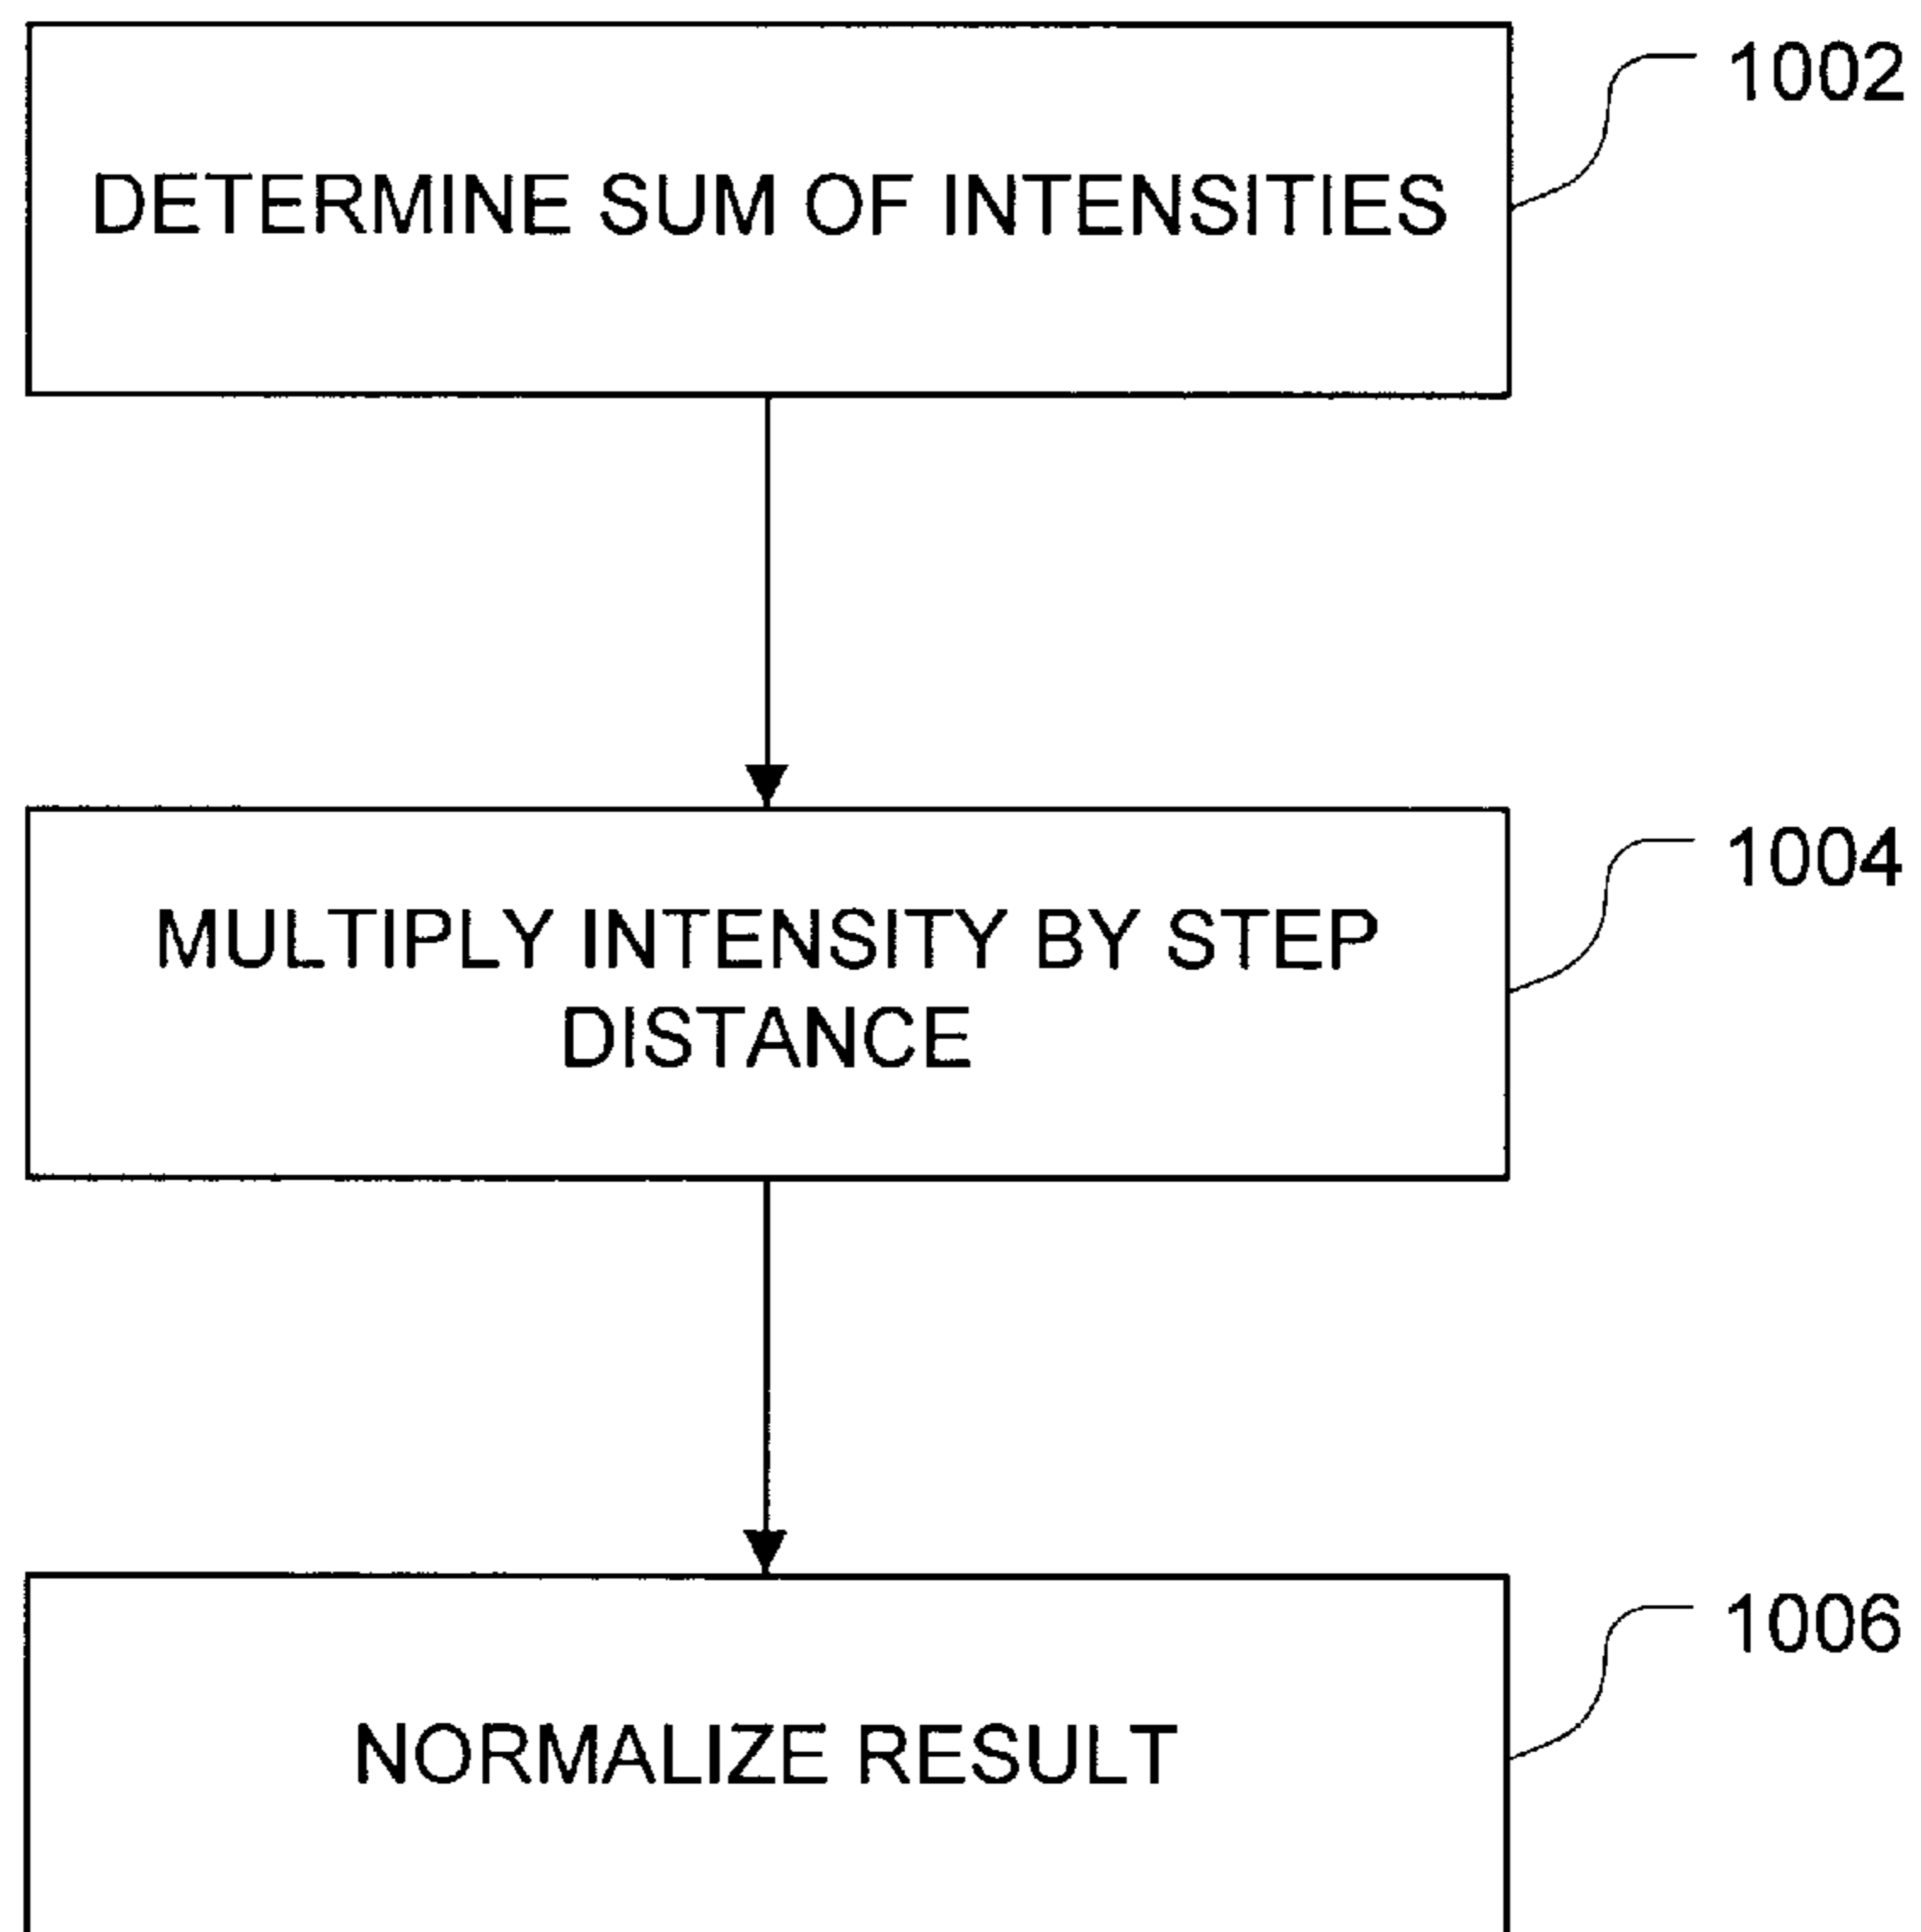 1002
DETERMINE SUM OF INTENSITIES
1004
MULTIPLY INTENSITY BY STEP
DISTANCE
1006
NORMALIZE RESULT